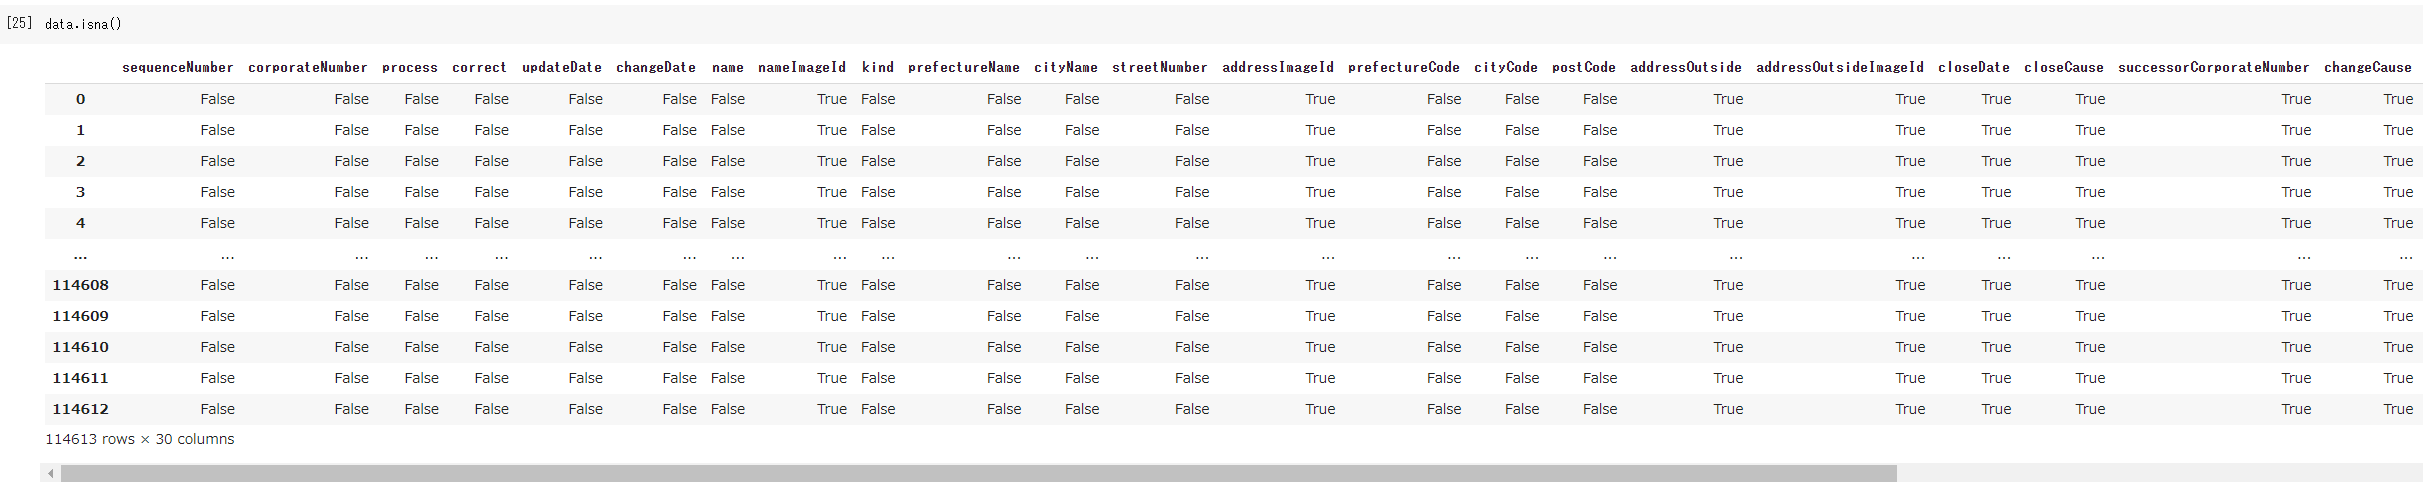 [25] data.isna()
sequenceNumber corporateNumber process correct updateDate changeDate name nameImageId kind prefectureName cityName streetNumber addressImageId prefectureCode cityCode postCode addressOutside addressOutsideImageId closeDate closeCause successorCorporateNumber changeCause
0 False False False False False False False True False False False False True False False False True True True True True True
1 False False False False False False False True False False False False True False False False True True True True True True
2 False False False False False False False True False False False False True False False False True True True True True True
3 False False False False False False False True False False False False True False False False True True True True True True
4 False False False False False False False True False False False False True False False False True True True True True True
... ... ... ... ... ... ... ... ... ... ... ... ... ... ... ... ... ... ... ... ... ... ...
114608 False False False False False False False True False False False False True False False False True True True True True True
114609 False False False False False False False True False False False False True False False False True True True True True True
114610 False False False False False False False True False False False False True False False False True True True True True True
114611 False False False False False False False True False False False False True False False False True True True True True True
114612 False False False False False False False True False False False False True False False False True True True True True True
114613 rows × 30 columns